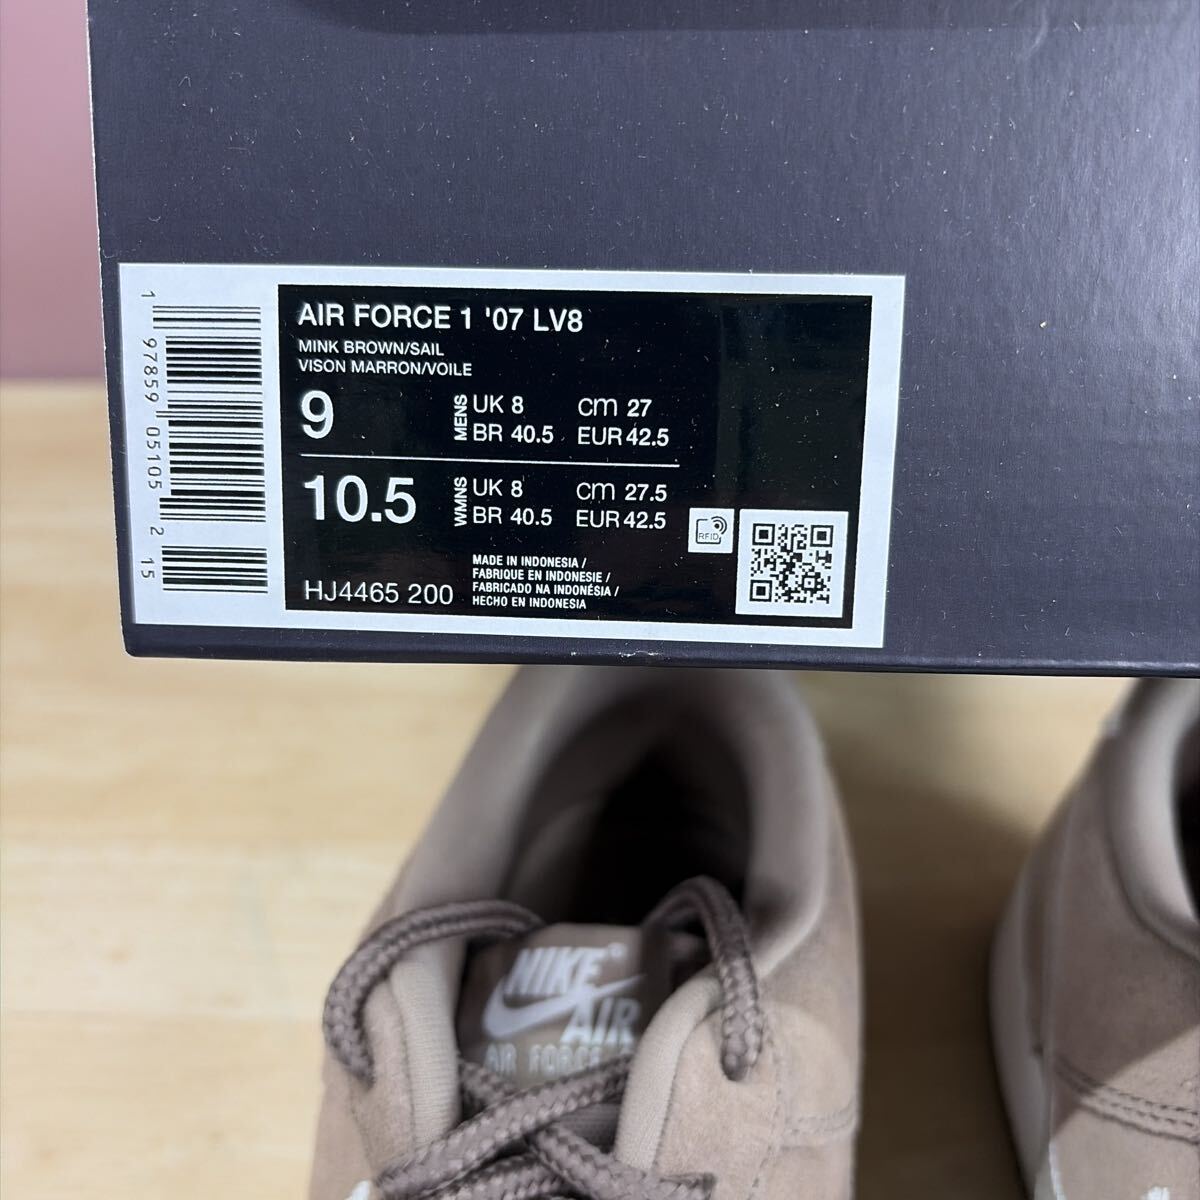 AIR FORCE 1 '07 LV8
MINK BROWN/SAIL
VISON MARRON/VOILE
9 MENS UK 8 cm 27
BR 40.5 EUR 42.5
10.5 WMNS UK 8 cm 27.5
BR 40.5 EUR 42.5
HJ4465 200
MADE IN INDONESIA /
FABRIQUE EN INDONESIE /
FABRICADO NA INDONÉSIA /
HECHO EN INDONESIA
RFID
1 97859 05105 2 15
NIKE®
AIR
AIR FORCE